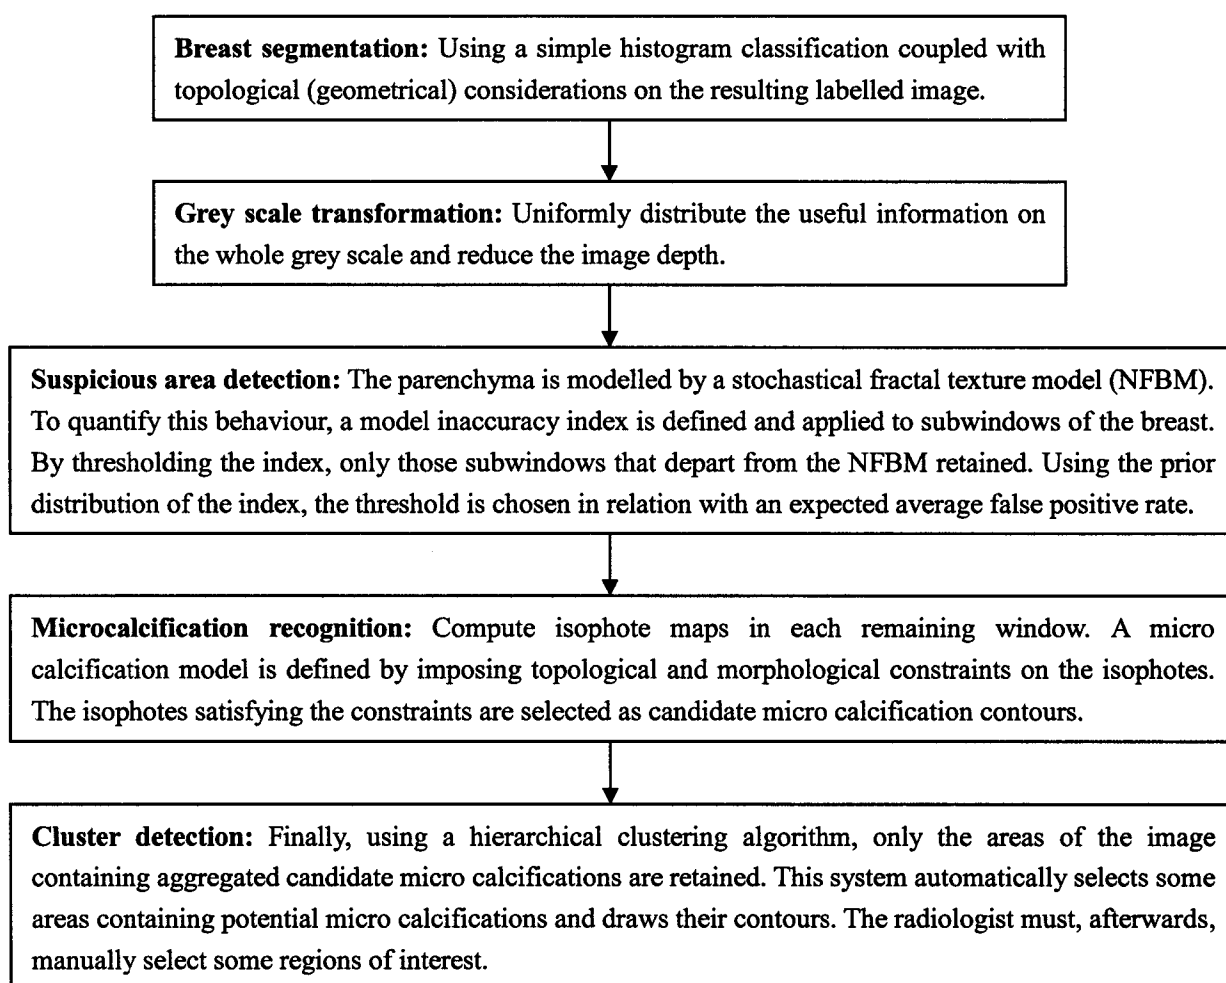 Breast segmentation: Using a simple histogram classification coupled with
topological (geometrical) considerations on the resulting labelled image.
Grey scale transformation: Uniformly distribute the useful information on
the whole grey scale and reduce the image depth.
Suspicious area detection: The parenchyma is modelled by a stochastical fractal texture model (NFBM).
To quantify this behaviour, a model inaccuracy index is defined and applied to subwindows of the breast.
By thresholding the index, only those subwindows that depart from the NFBM retained. Using the prior
distribution of the index, the threshold is chosen in relation with an expected average false positive rate.
Microcalcification recognition: Compute isophote maps in each remaining window. A micro
calcification model is defined by imposing topological and morphological constraints on the isophotes.
The isophotes satisfying the constraints are selected as candidate micro calcification contours.
Cluster detection: Finally, using a hierarchical clustering algorithm, only the areas of the image
containing aggregated candidate micro calcifications are retained. This system automatically selects some
areas containing potential micro calcifications and draws their contours. The radiologist must, afterwards,
manually select some regions of interest.